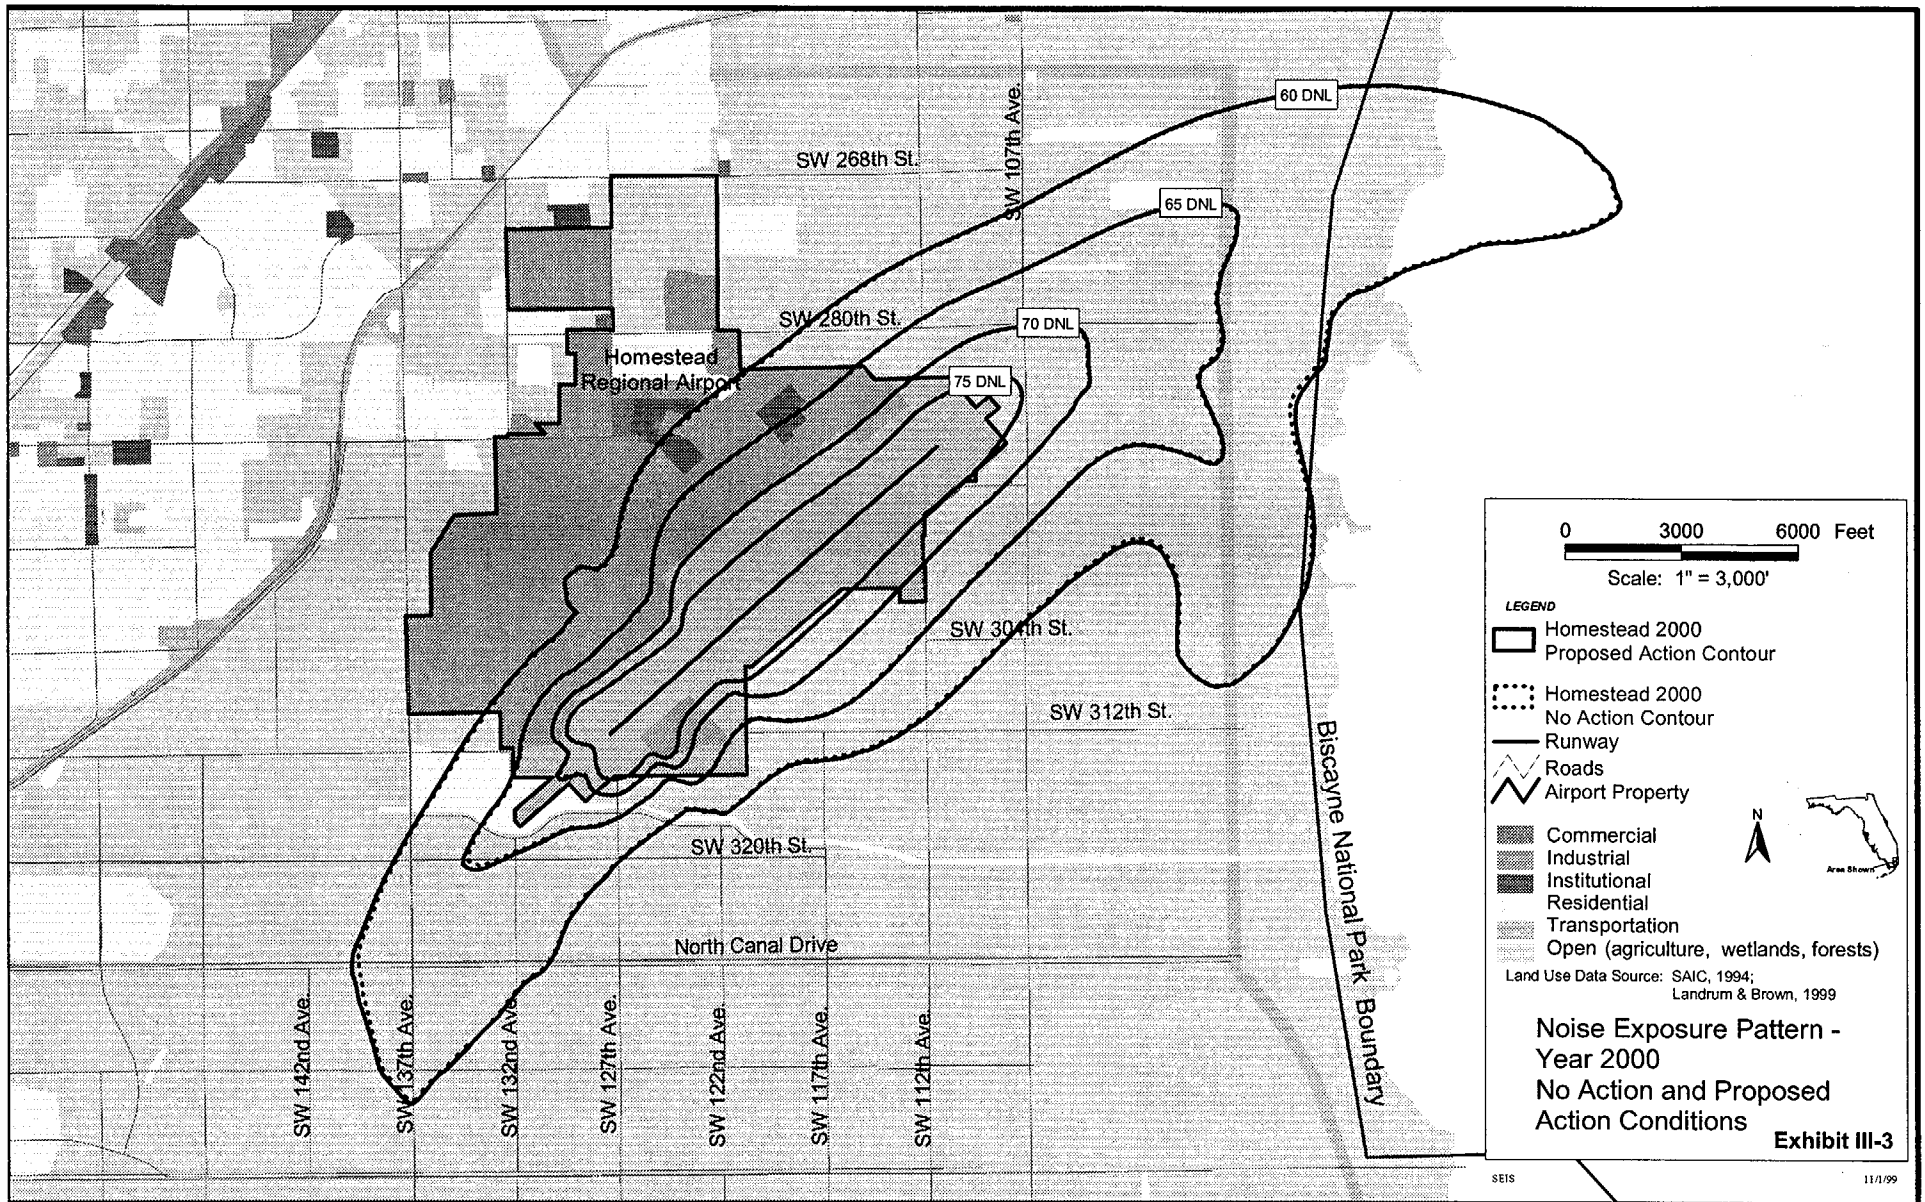 60 DNL
SW 107th Ave.
SW 268th St.
65 DNL
SW 280th St.
70 DNL
Homestead
Regional Airport
75 DNL
SW 304th St.
SW 312th St.
SW 320th St.
North Canal Drive
SW 142nd Ave.
SW 137th Ave.
SW 132nd Ave.
SW 127th Ave.
SW 122nd Ave.
SW 117th Ave.
SW 112th Ave.
Biscayne National Park Boundary
0 3000 6000 Feet
Scale: 1" = 3,000'
LEGEND
Homestead 2000
Proposed Action Contour
Homestead 2000
No Action Contour
Runway
Roads
Airport Property
N
Area Shown
Commercial
Industrial
Institutional
Residential
Transportation
Open (agriculture, wetlands, forests)
Land Use Data Source: SAIC, 1994;
Landrum & Brown, 1999
Noise Exposure Pattern -
Year 2000
No Action and Proposed
Action Conditions
Exhibit III-3
SEIS
11/1/99